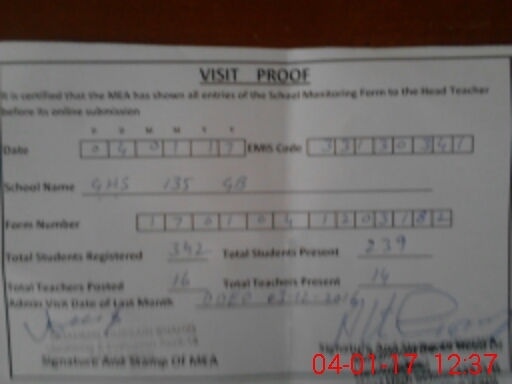 VISIT PROOF
It is certified that the MEA has shown all entries of the School Monitoring Form to the Head Teacher
before its online submission
D D M M Y Y
Date 0 4 0 1 1 7 EMIS Code 3 3 1 3 0 3 4 1
School Name GHS 135 GB
Form Number 1 7 0 1 0 4 1 2 0 3 1 8 2
Total Students Registered 342 Total Students Present 239
Total Teachers Posted 16 Total Teachers Present 14
Admin Visit Date of Last Month DDEO 03-12-2016
Signature And Stamp Of MEA Signature And
04-01-17 12:37